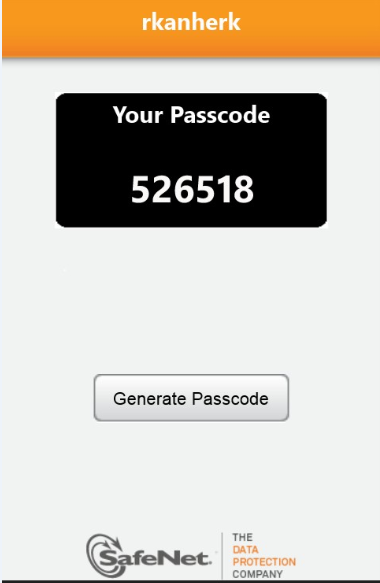 rkanherk
Your Passcode
526518
Generate Passcode
SafeNet.
THE
DATA
PROTECTION
COMPANY